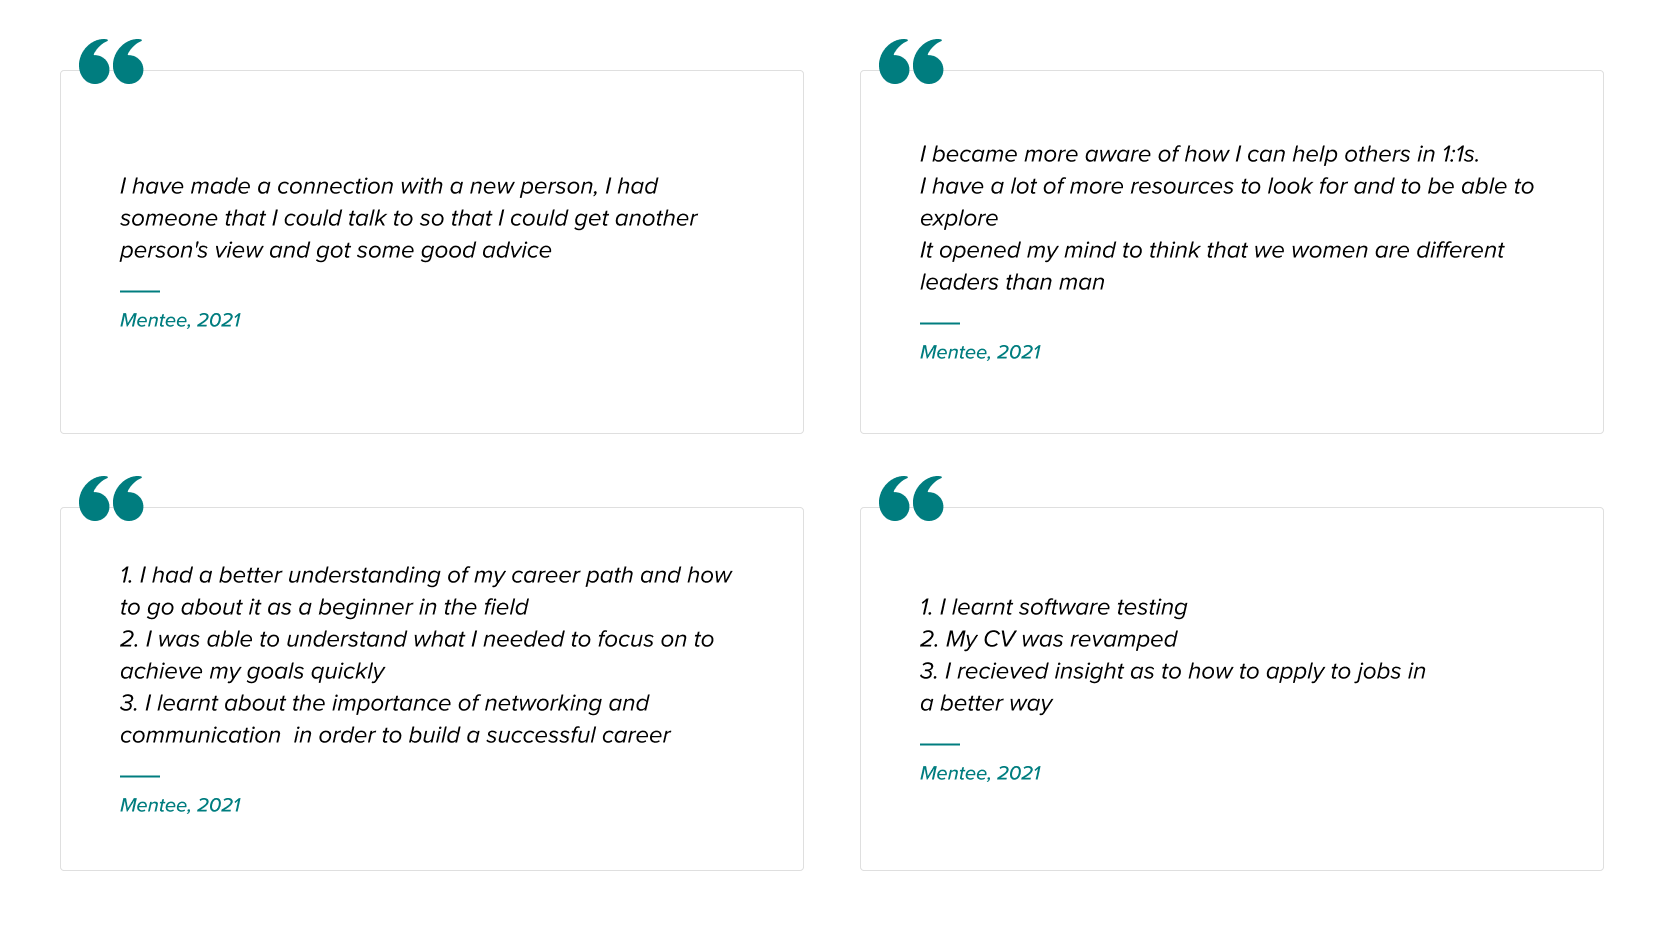 I have made a connection with a new person, I had
someone that I could talk to so that I could get another
person's view and got some good advice
Mentee, 2021
I became more aware of how I can help others in 1:1s.
I have a lot of more resources to look for and to be able to
explore
It opened my mind to think that we women are different
leaders than man
Mentee, 2021
1. I had a better understanding of my career path and how
to go about it as a beginner in the field
2. I was able to understand what I needed to focus on to
achieve my goals quickly
3. I learnt about the importance of networking and
communication  in order to build a successful career
Mentee, 2021
1. I learnt software testing
2. My CV was revamped
3. I recieved insight as to how to apply to jobs in
a better way
Mentee, 2021